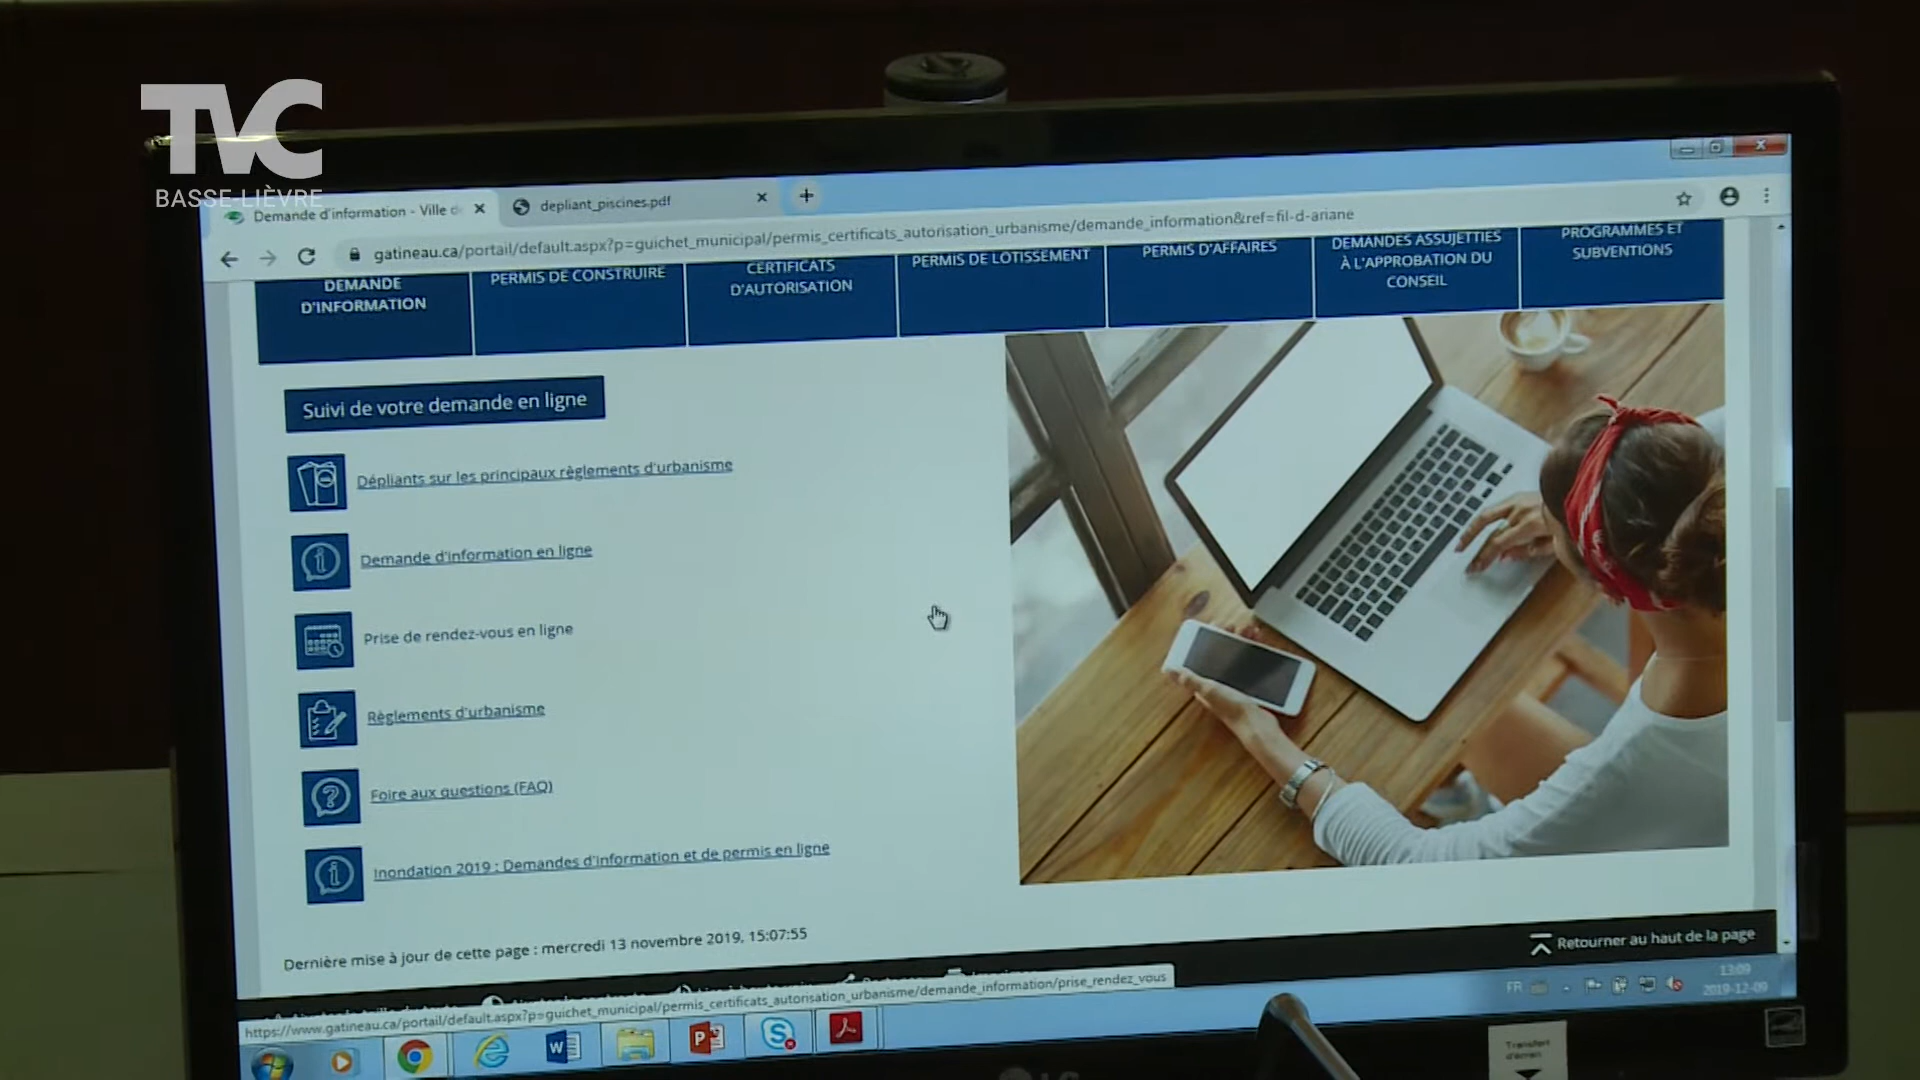 TVC
BASSE-LIÈVRE
Demande d'information - Ville d
depliant_piscines.pdf
gatineau.ca/portail/default.aspx?p=guichet_municipal/permis_certificats_autorisation_urbanisme/demande_information&ref=fil-d-ariane
DEMANDE
D'INFORMATION
PERMIS DE CONSTRUIRE
CERTIFICATS
D'AUTORISATION
PERMIS DE LOTISSEMENT
PERMIS D'AFFAIRES
DEMANDES ASSUJETTIES
À L'APPROBATION DU
CONSEIL
PROGRAMMES ET
SUBVENTIONS
Suivi de votre demande en ligne
Dépliants sur les principaux règlements d'urbanisme
Demande d'information en ligne
Prise de rendez-vous en ligne
Règlements d'urbanisme
Foire aux questions (FAQ)
Inondation 2019 : Demandes d'information et de permis en ligne
Dernière mise à jour de cette page : mercredi 13 novembre 2019, 15:07:55
Retourner au haut de la page
https://www.gatineau.ca/portail/default.aspx?p=guichet_municipal/permis_certificats_autorisation_urbanisme/demande_information/prise_rendez_vous
FR
13:09
2019-12-09
Transfert
d'écran
LG